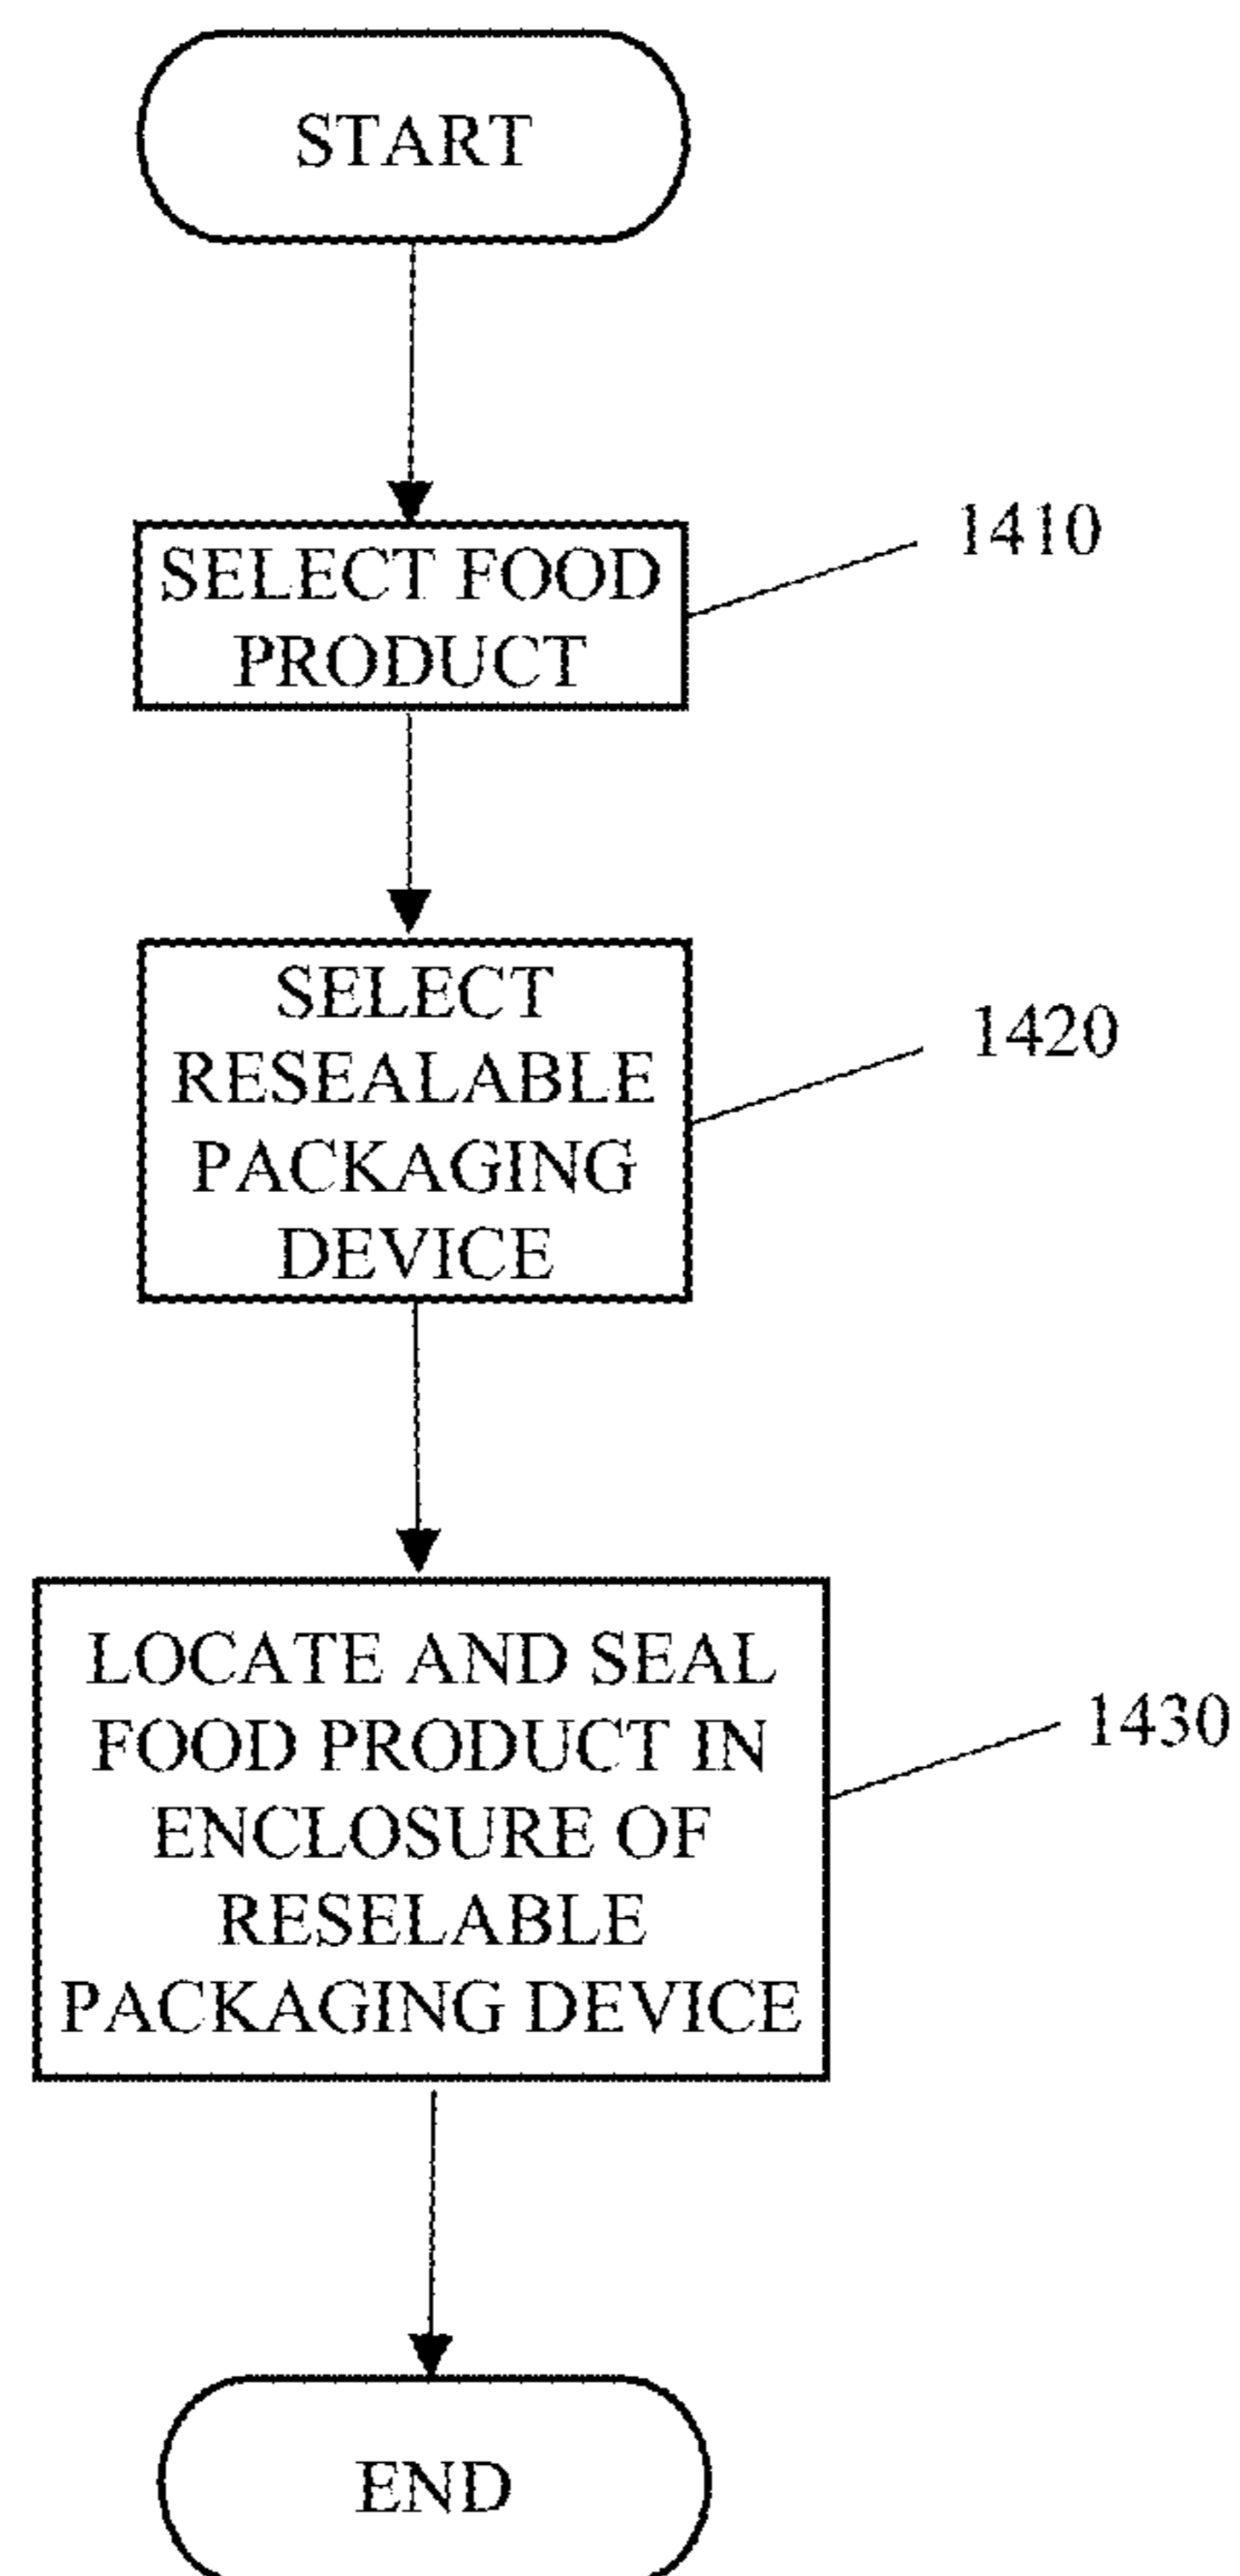 START
SELECT FOOD
PRODUCT
1410
SELECT
RESEALABLE
PACKAGING
DEVICE
1420
LOCATE AND SEAL
FOOD PRODUCT IN
ENCLOSURE OF
RESELABLE
PACKAGING DEVICE
1430
END